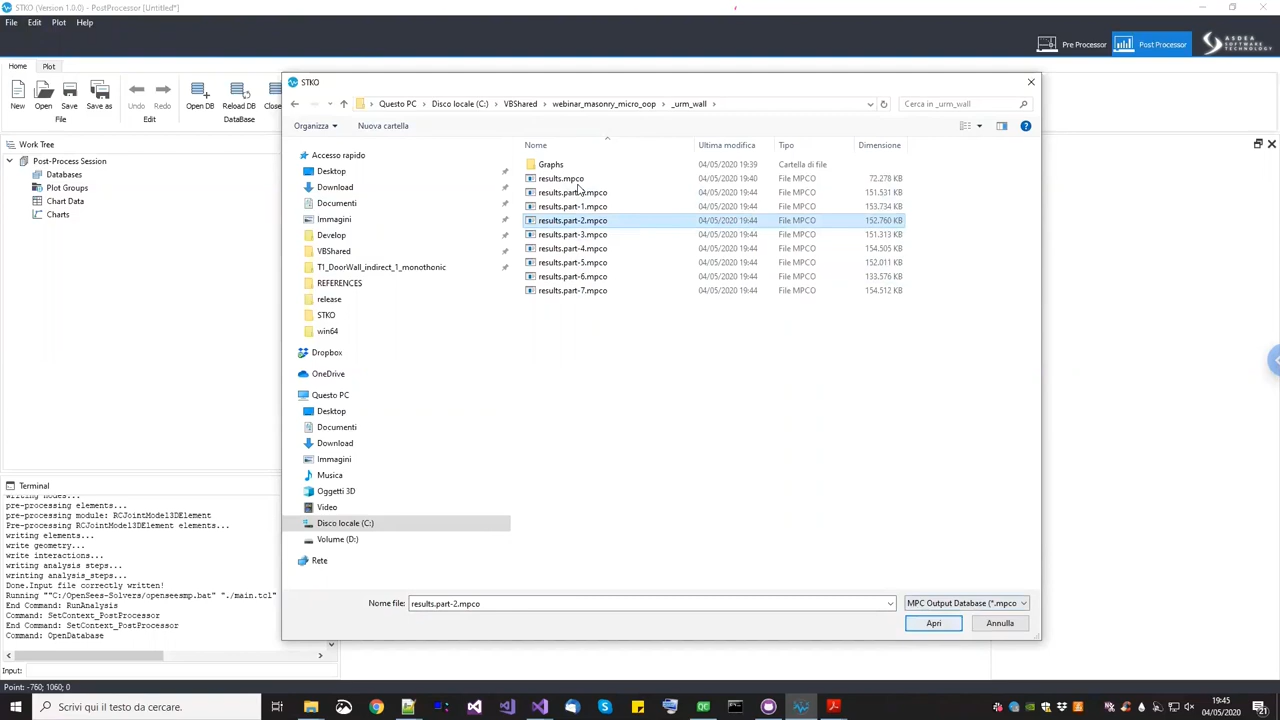 STKO (Version 1.0.0) - PostProcessor [Untitled*]
File Edit Plot Help
Pre Processor Post Processor ASDEA SOFTWARE TECHNOLOGY
Home Plot
New Open Save Save as Undo Redo Open DB Reload DB Close
File Edit DataBase
Work Tree
Post-Process Session
Databases
Plot Groups
Chart Data
Charts
STKO
Questo PC Disco locale (C:) VBShared webinar_masonry_micro_oop _urm_wall Cerca in _urm_wall
Organizza Nuova cartella
Accesso rapido
Desktop
Download
Documenti
Immagini
Develop
VBShared
T1_DoorWall_indirect_1_monothonic
REFERENCES
release
STKO
win64
Dropbox
OneDrive
Questo PC
Desktop
Documenti
Download
Immagini
Musica
Oggetti 3D
Video
Disco locale (C:)
Volume (D:)
Rete
Nome Ultima modifica Tipo Dimensione
Graphs 04/05/2020 19:39 Cartella di file
results.mpco 04/05/2020 19:40 File MPCO 72.278 KB
04/05/2020 19:44 File MPCO 151.531 KB
results.part-1.mpco 04/05/2020 19:44 File MPCO 153.734 KB
results.part-2.mpco 04/05/2020 19:44 File MPCO 152.760 KB
results.part-3.mpco 04/05/2020 19:44 File MPCO 151.313 KB
results.part-4.mpco 04/05/2020 19:44 File MPCO 154.505 KB
results.part-5.mpco 04/05/2020 19:44 File MPCO 152.011 KB
results.part-6.mpco 04/05/2020 19:44 File MPCO 133.576 KB
results.part-7.mpco 04/05/2020 19:44 File MPCO 154.512 KB
Nome file: results.part-2.mpco MPC Output Database (*.mpco
Apri Annulla
Terminal
writing nodes...
pre-processing elements...
pre-processing module: RCJointModel3DElement
Pre-processing RCJointModel3DElement elements...
writing elements...
write geometry...
write interactions...
writing analysis steps...
wrinting analysis_steps...
Done.Input file correctly written!
Running ""C:/OpenSees-Solvers/openseesmp.bat" "./main.tcl"
End Command: RunAnalysis
Command: SetContext_PostProcessor
End Command: SetContext_PostProcessor
Command: OpenDatabase
Input:
Point: -760; 1060; 0
Scrivi qui il testo da cercare.
19:45
04/05/2020